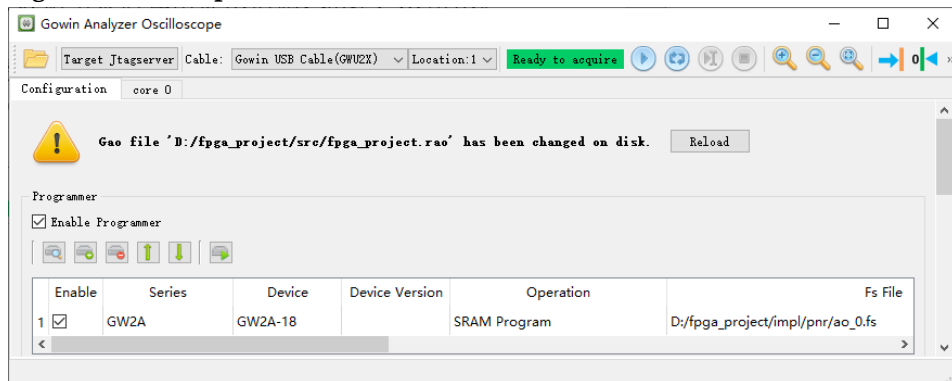 Gowin Analyzer Oscilloscope
Target Jtagserver Cable: Gowin USB Cable(GWU2X) Location:1 Ready to acquire 0
Configuration core 0
Gao file 'D:/fpga_project/src/fpga_project.rao' has been changed on disk. Reload
Programmer
Enable Programmer
Enable Series Device Device Version Operation Fs File
1 GW2A GW2A-18 SRAM Program D:/fpga_project/impl/pnr/ao_0.fs